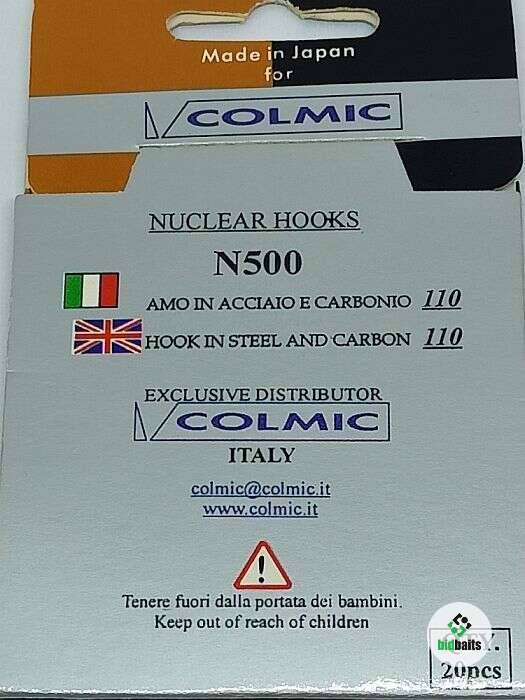 Made in Japan
for
COLMIC
NUCLEAR HOOKS
N500
AMO IN ACCIAIO E CARBONIO 110
HOOK IN STEEL AND CARBON 110
EXCLUSIVE DISTRIBUTOR
COLMIC
ITALY
colmic@colmic.it
www.colmic.it
Tenere fuori dalla portata dei bambini.
Keep out of reach of children
bidbaits
20pcs